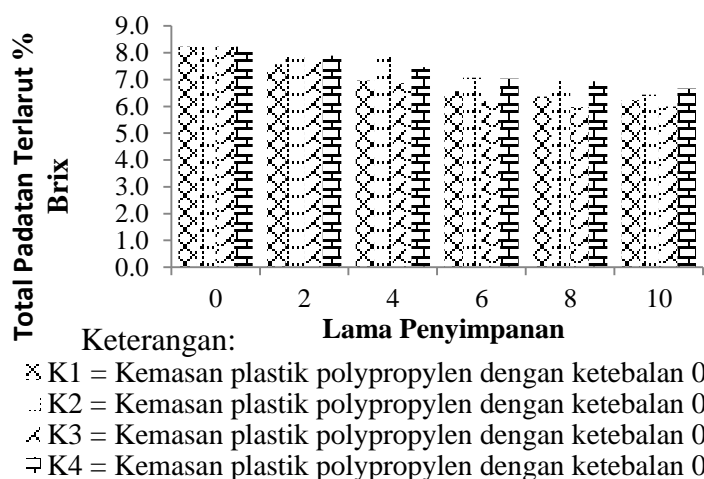 Total Padatan Terlarut %
Brix
9.0
8.0
7.0
6.0
5.0
4.0
3.0
2.0
1.0
0.0
0 2 4 6 8 10
Lama Penyimpanan
Keterangan:
K1 = Kemasan plastik polypropylen dengan ketebalan 0
K2 = Kemasan plastik polypropylen dengan ketebalan 0
K3 = Kemasan plastik polypropylen dengan ketebalan 0
K4 = Kemasan plastik polypropylen dengan ketebalan 0